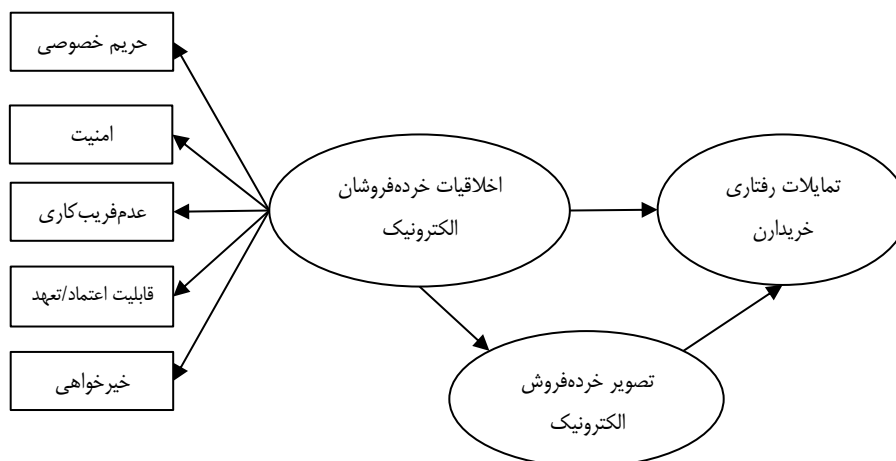 حریم خصوصی
امنیت
عدم‌فریب‌کاری
قابلیت اعتماد/تعهد
خیرخواهی
اخلاقیات خرده‌فروشان
الکترونیک
تمایلات رفتاری
خریدارن
تصویر خرده‌فروش
الکترونیک